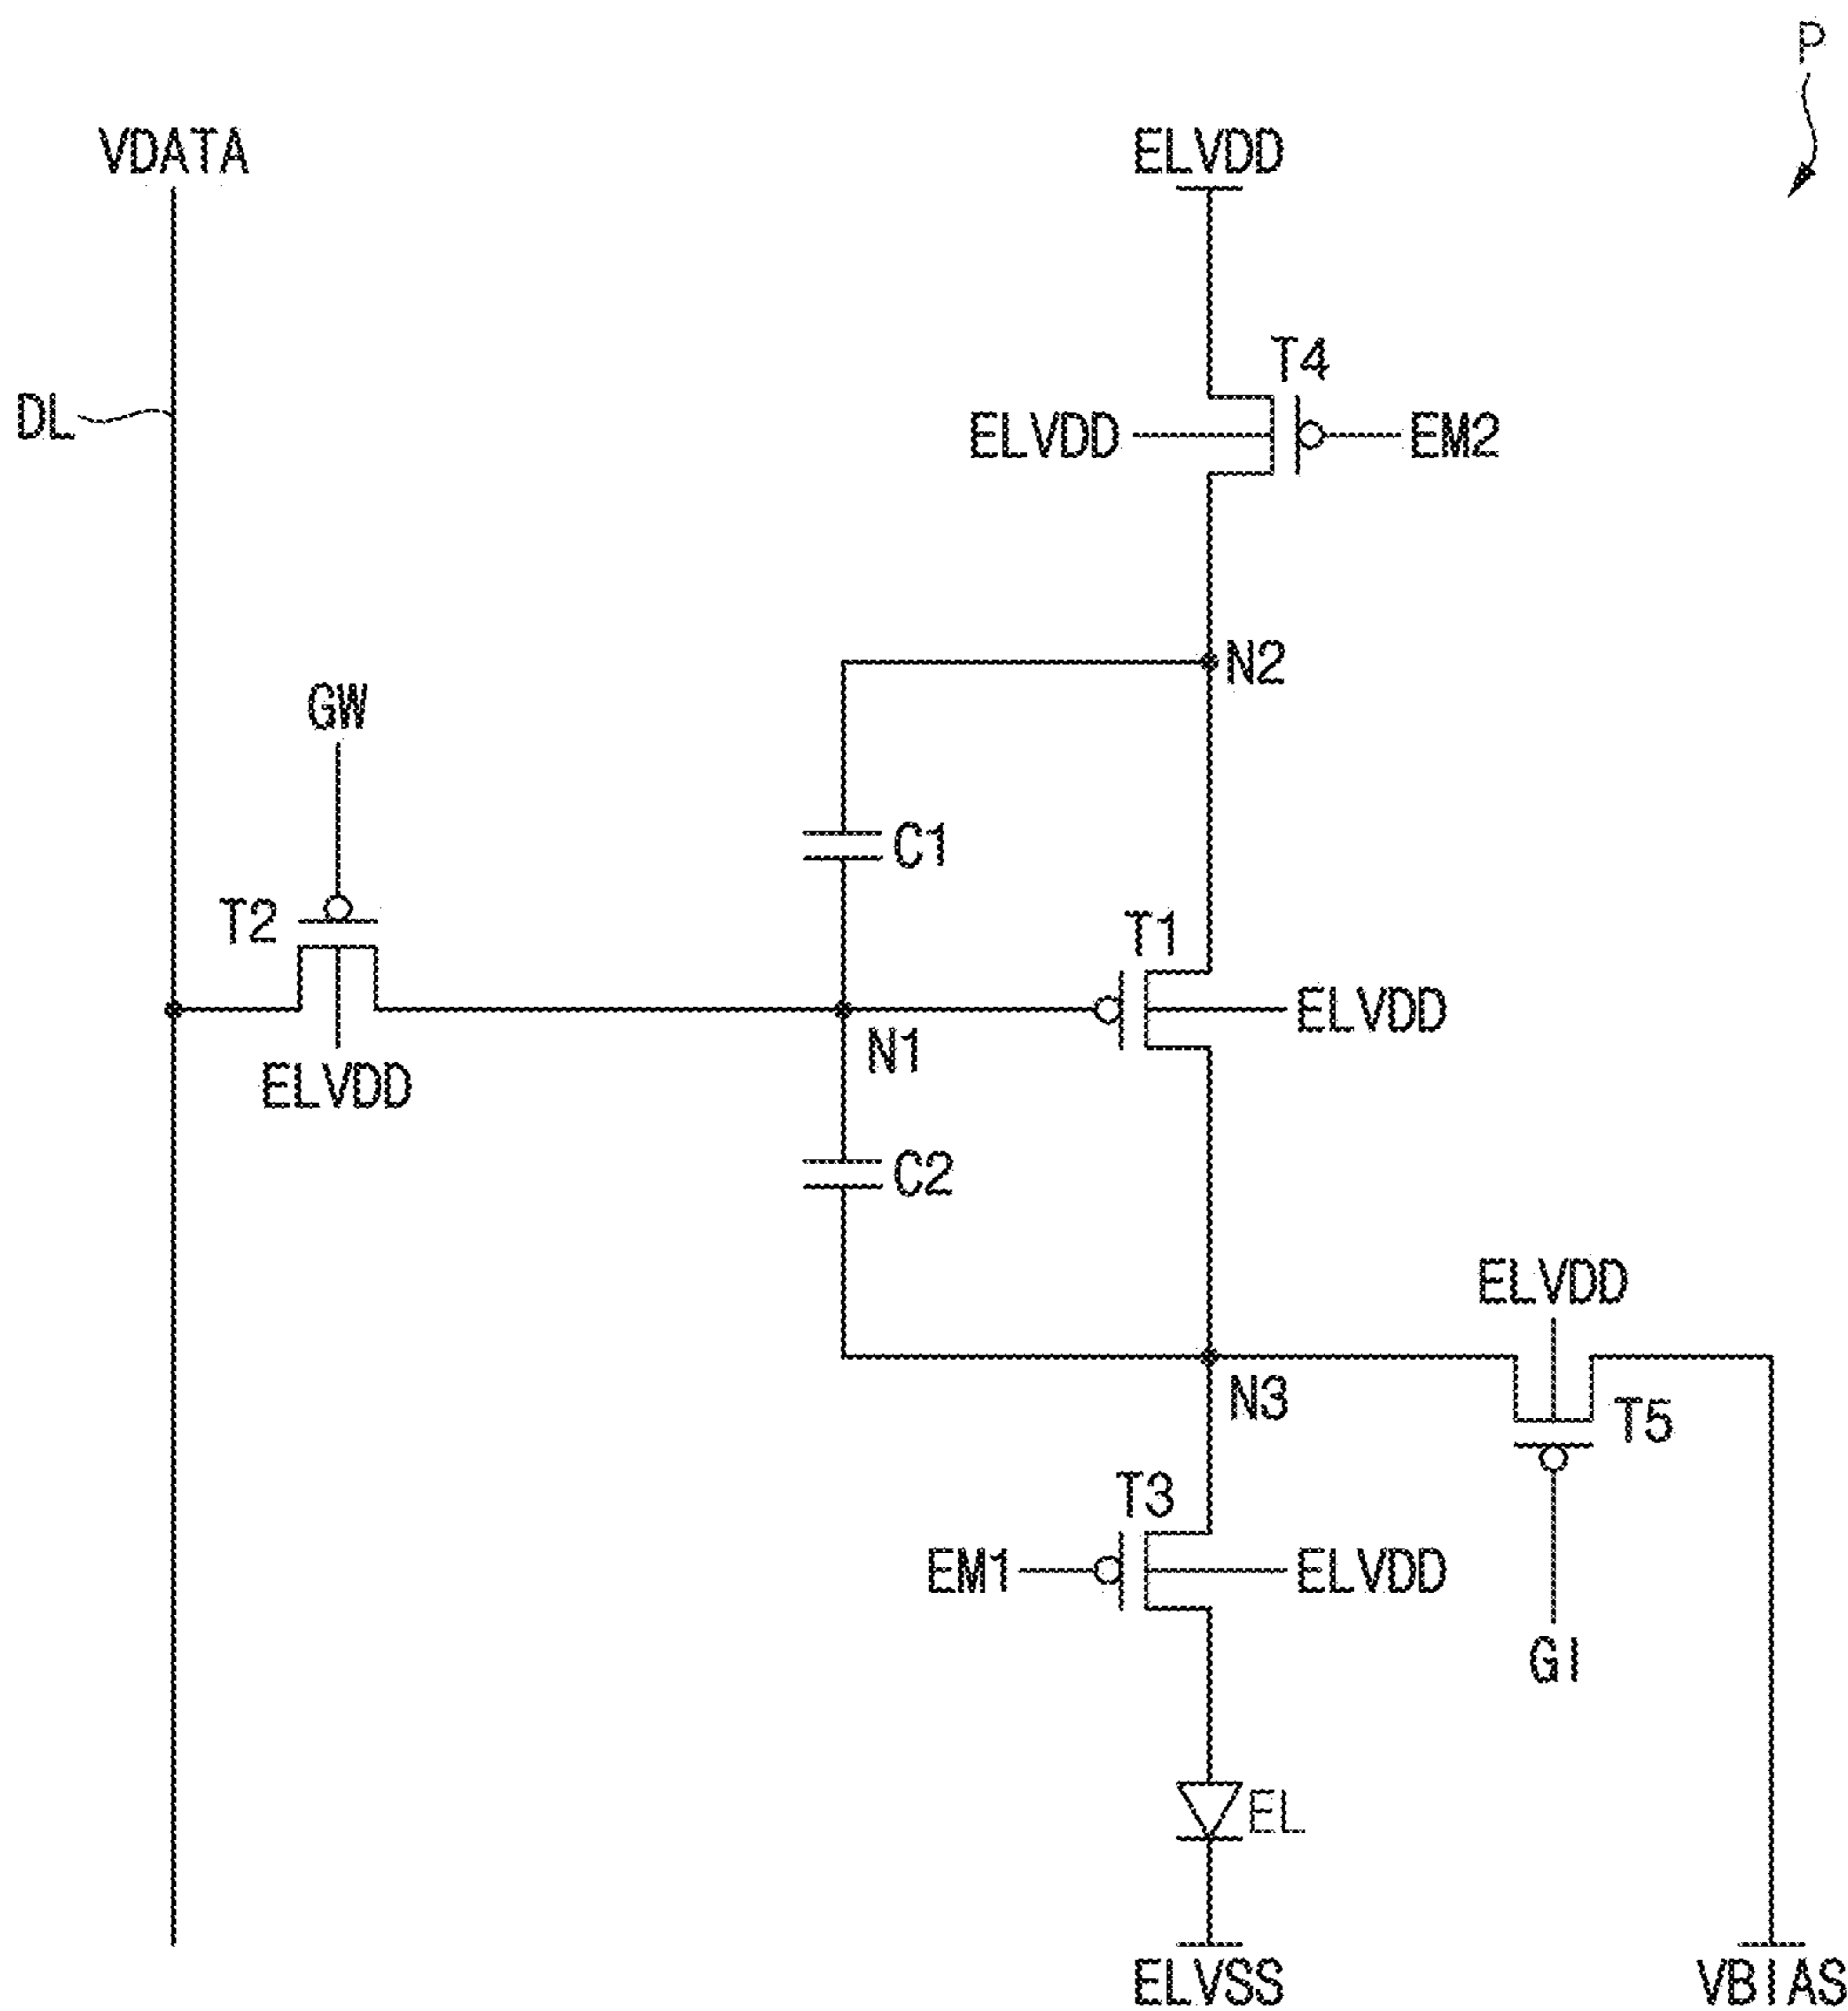 P
VDATA
ELVDD
T4
DL
ELVDD
EM2
N2
GW
C1
T2
T1
ELVDD
N1
ELVDD
C2
ELVDD
N3
T5
T3
EM1
ELVDD
GI
EL
ELVSS
VBIAS